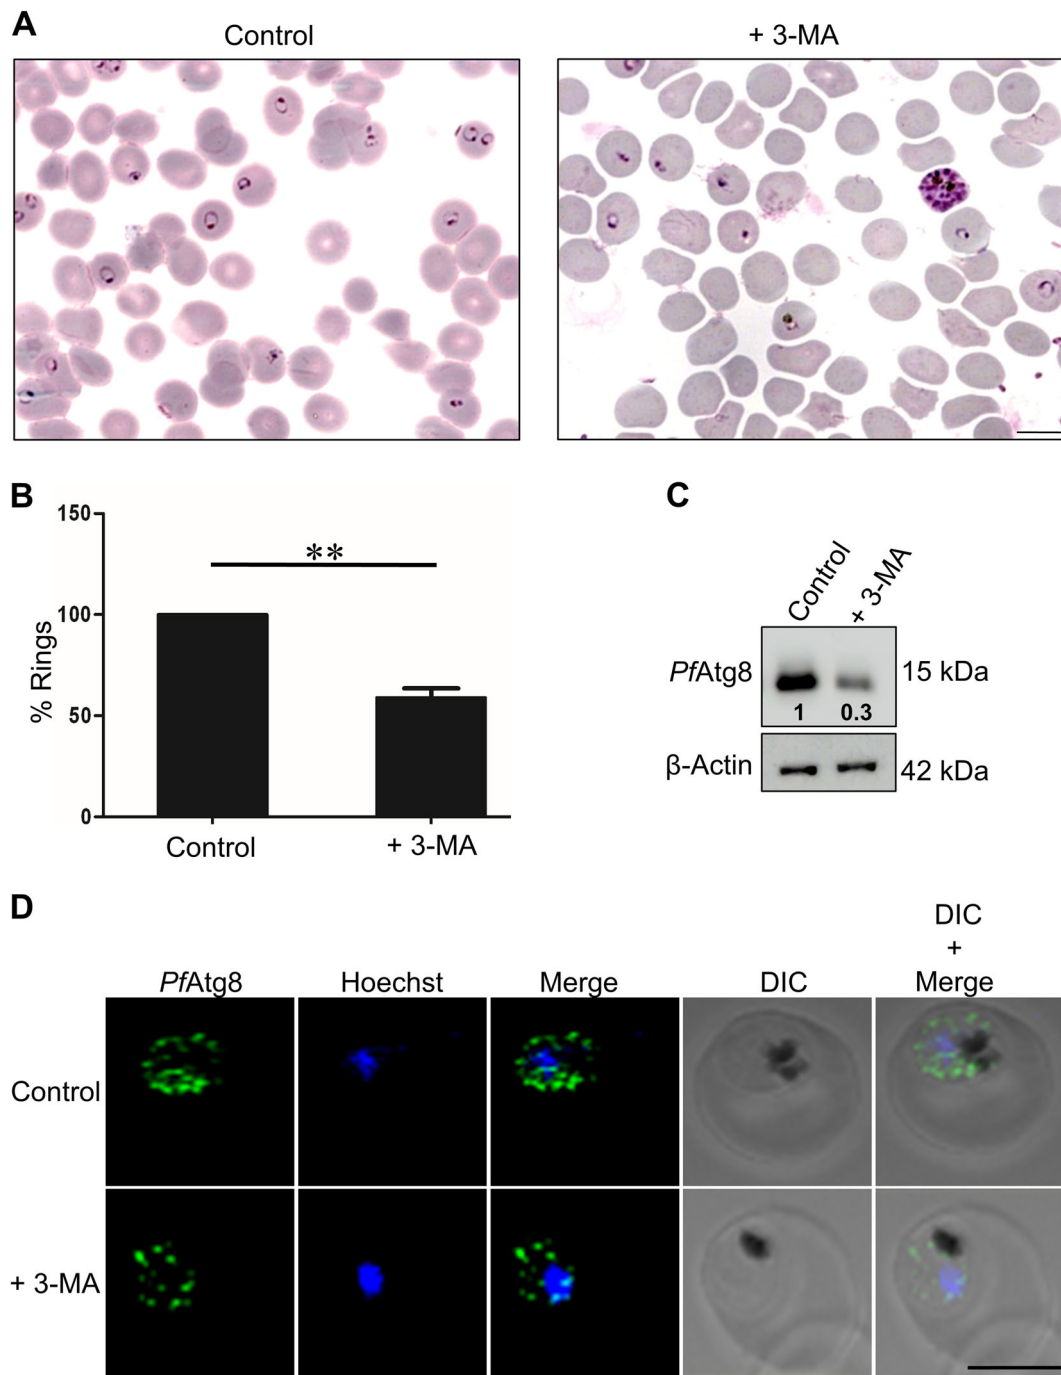 A
Control
+ 3-MA
B
150
100
50
0
% Rings
**
Control
+ 3-MA
C
Control
+ 3-MA
PfAtg8
15 kDa
1
0.3
β-Actin
42 kDa
D
PfAtg8
Hoechst
Merge
DIC
DIC
+
Merge
Control
+ 3-MA